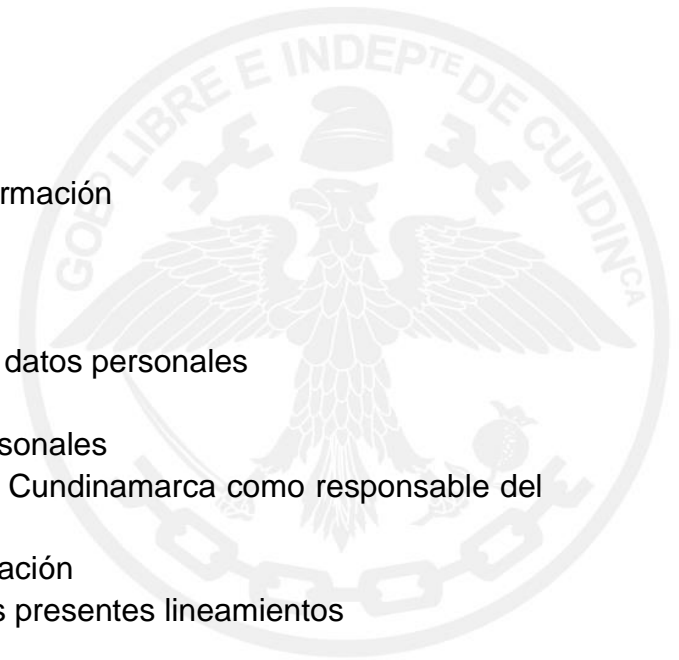 GOBº LIBRE E INDEPTE DE CUNDINCA
rmación
datos personales
sonales
Cundinamarca como responsable del
ación
s presentes lineamientos